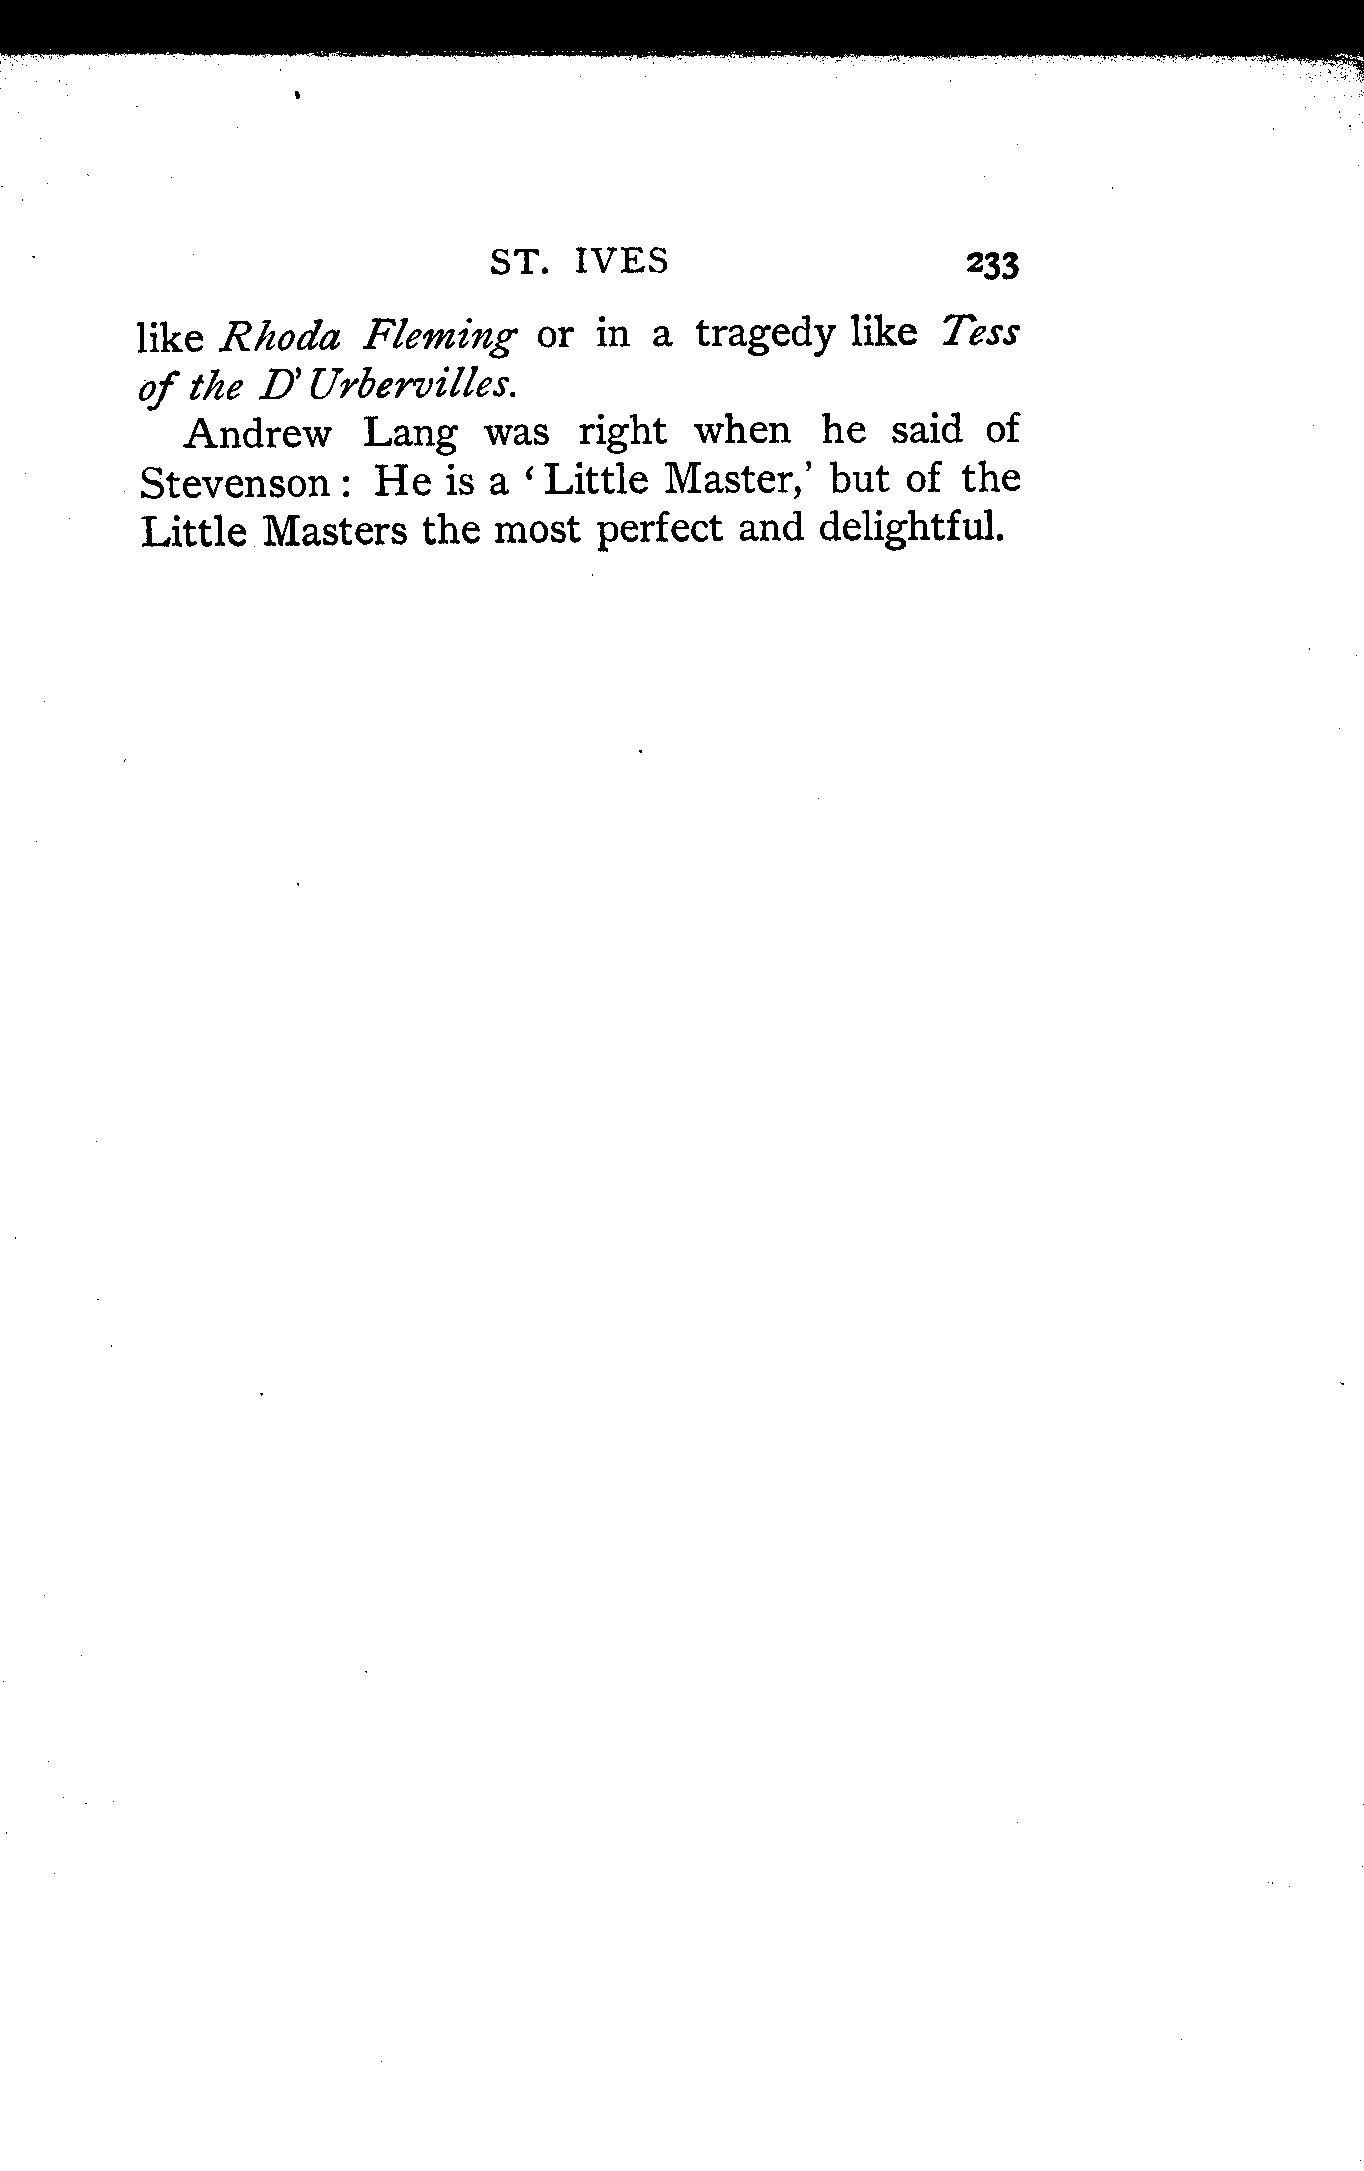 ST. IVES 233
like Rhoda Fleming or in a tragedy like Tess
of the D'Urbervilles.
Andrew Lang was right when he said of
Stevenson: He is a ‘Little Master,’ but of the
Little Masters the most perfect and delightful.